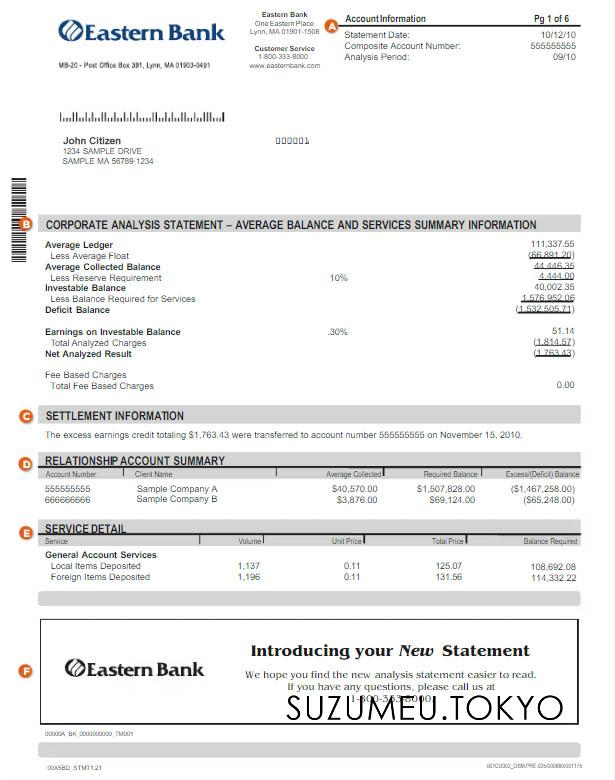 Eastern Bank
MB-20 - Post Office Box 391, Lynn, MA 01903-0491
Eastern Bank
One Eastern Place
Lynn, MA 01901-1508
Customer Service
1-800-333-8000
www.easternbank.com
A
Account Information Pg 1 of 6
Statement Date: 10/12/10
Composite Account Number: 555555555
Analysis Period: 09/10
John Citizen 000001
1234 SAMPLE DRIVE
SAMPLE MA 56789-1234
B CORPORATE ANALYSIS STATEMENT – AVERAGE BALANCE AND SERVICES SUMMARY INFORMATION
Average Ledger 111,337.55
Less Average Float (66,891.20)
Average Collected Balance 44,446.35
Less Reserve Requirement 10% 4,444.00
Investable Balance 40,002.35
Less Balance Required for Services 1,576,952.06
Deficit Balance (1,532,505.71)
Earnings on Investable Balance .30% 51.14
Total Analyzed Charges (1,814.57)
Net Analyzed Result (1,763.43)
Fee Based Charges
Total Fee Based Charges 0.00
C SETTLEMENT INFORMATION
The excess earnings credit totaling $1,763.43 were transferred to account number 555555555 on November 15, 2010.
D RELATIONSHIP ACCOUNT SUMMARY
Account Number Client Name Average Collected Required Balance Excess/(Deficit) Balance
555555555 Sample Company A $40,570.00 $1,507,828.00 ($1,467,258.00)
666666666 Sample Company B $3,876.00 $69,124.00 ($65,248.00)
E SERVICE DETAIL
Service Volume Unit Price Total Price Balance Required
General Account Services
Local Items Deposited 1,137 0.11 125.07 108,692.08
Foreign Items Deposited 1,196 0.11 131.56 114,332.22
F
Eastern Bank
Introducing your New Statement
We hope you find the new analysis statement easier to read.
If you have any questions, please call us at
SUZUMEU.TOKYO
00000A_BK_0000000000_TM001
00X5BD_STMT1.21